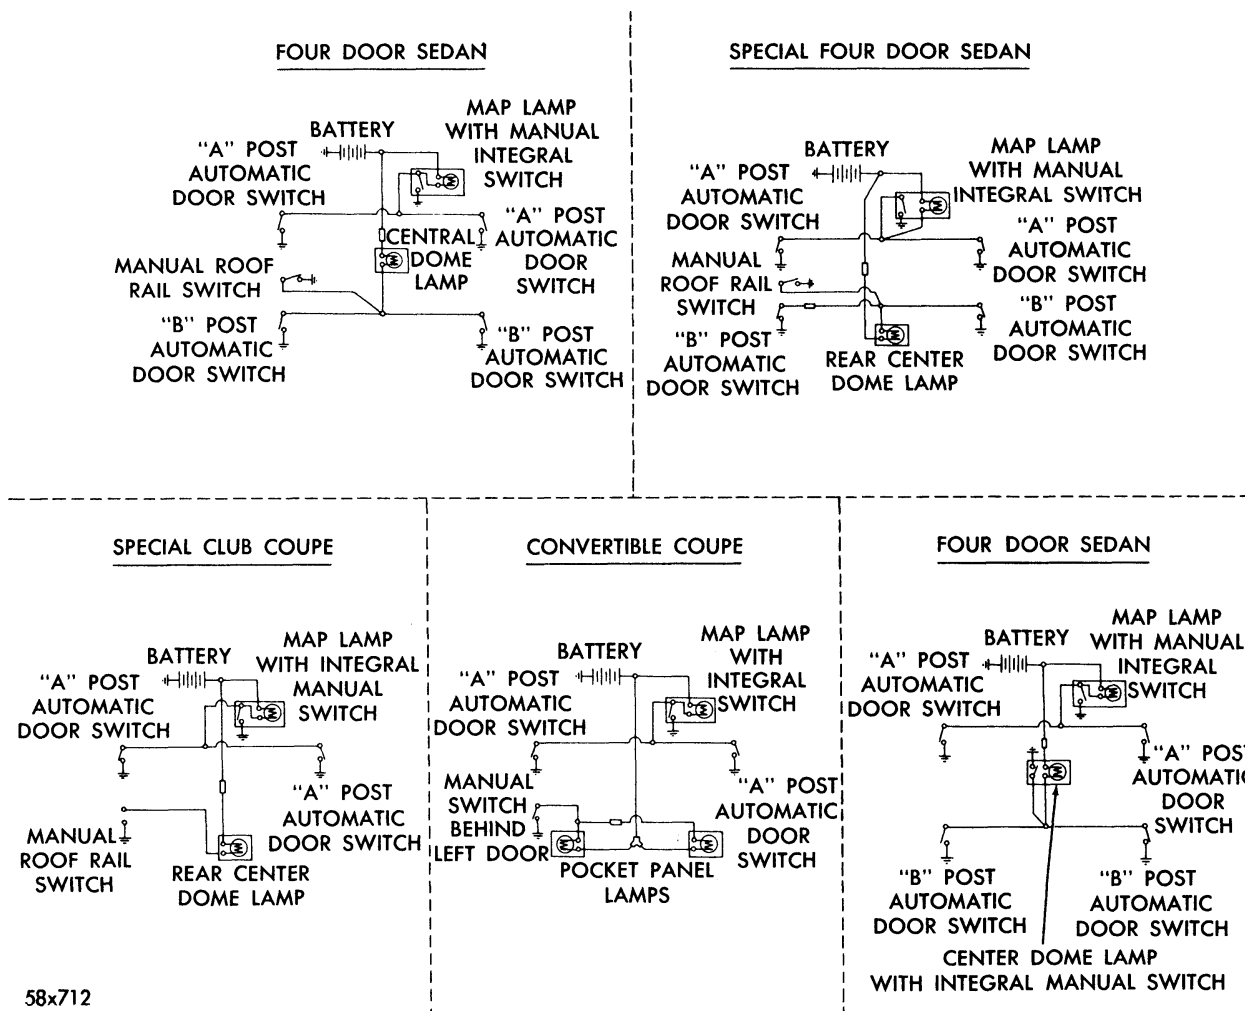 FOUR DOOR SEDAN
BATTERY
MAP LAMP
WITH MANUAL
INTEGRAL
SWITCH
"A" POST
AUTOMATIC
DOOR SWITCH
"A" POST
AUTOMATIC
DOOR
SWITCH
CENTRAL
DOME
LAMP
MANUAL ROOF
RAIL SWITCH
"B" POST
AUTOMATIC
DOOR SWITCH
"B" POST
AUTOMATIC
DOOR SWITCH
SPECIAL FOUR DOOR SEDAN
BATTERY
MAP LAMP
WITH MANUAL
INTEGRAL SWITCH
"A" POST
AUTOMATIC
DOOR SWITCH
"A" POST
AUTOMATIC
DOOR SWITCH
MANUAL
ROOF RAIL
SWITCH
"B" POST
AUTOMATIC
DOOR SWITCH
"B" POST
AUTOMATIC
DOOR SWITCH
REAR CENTER
DOME LAMP
SPECIAL CLUB COUPE
BATTERY
MAP LAMP
WITH INTEGRAL
MANUAL
SWITCH
"A" POST
AUTOMATIC
DOOR SWITCH
"A" POST
AUTOMATIC
DOOR SWITCH
MANUAL
ROOF RAIL
SWITCH
REAR CENTER
DOME LAMP
CONVERTIBLE COUPE
BATTERY
MAP LAMP
WITH
INTEGRAL
SWITCH
"A" POST
AUTOMATIC
DOOR SWITCH
"A" POST
AUTOMATIC
DOOR
SWITCH
MANUAL
SWITCH
BEHIND
LEFT DOOR
POCKET PANEL
LAMPS
FOUR DOOR SEDAN
BATTERY
MAP LAMP
WITH MANUAL
INTEGRAL
SWITCH
"A" POST
AUTOMATIC
DOOR SWITCH
"A" POST
AUTOMATIC
DOOR
SWITCH
"B" POST
AUTOMATIC
DOOR SWITCH
"B" POST
AUTOMATIC
DOOR SWITCH
CENTER DOME LAMP
WITH INTEGRAL MANUAL SWITCH
58x712